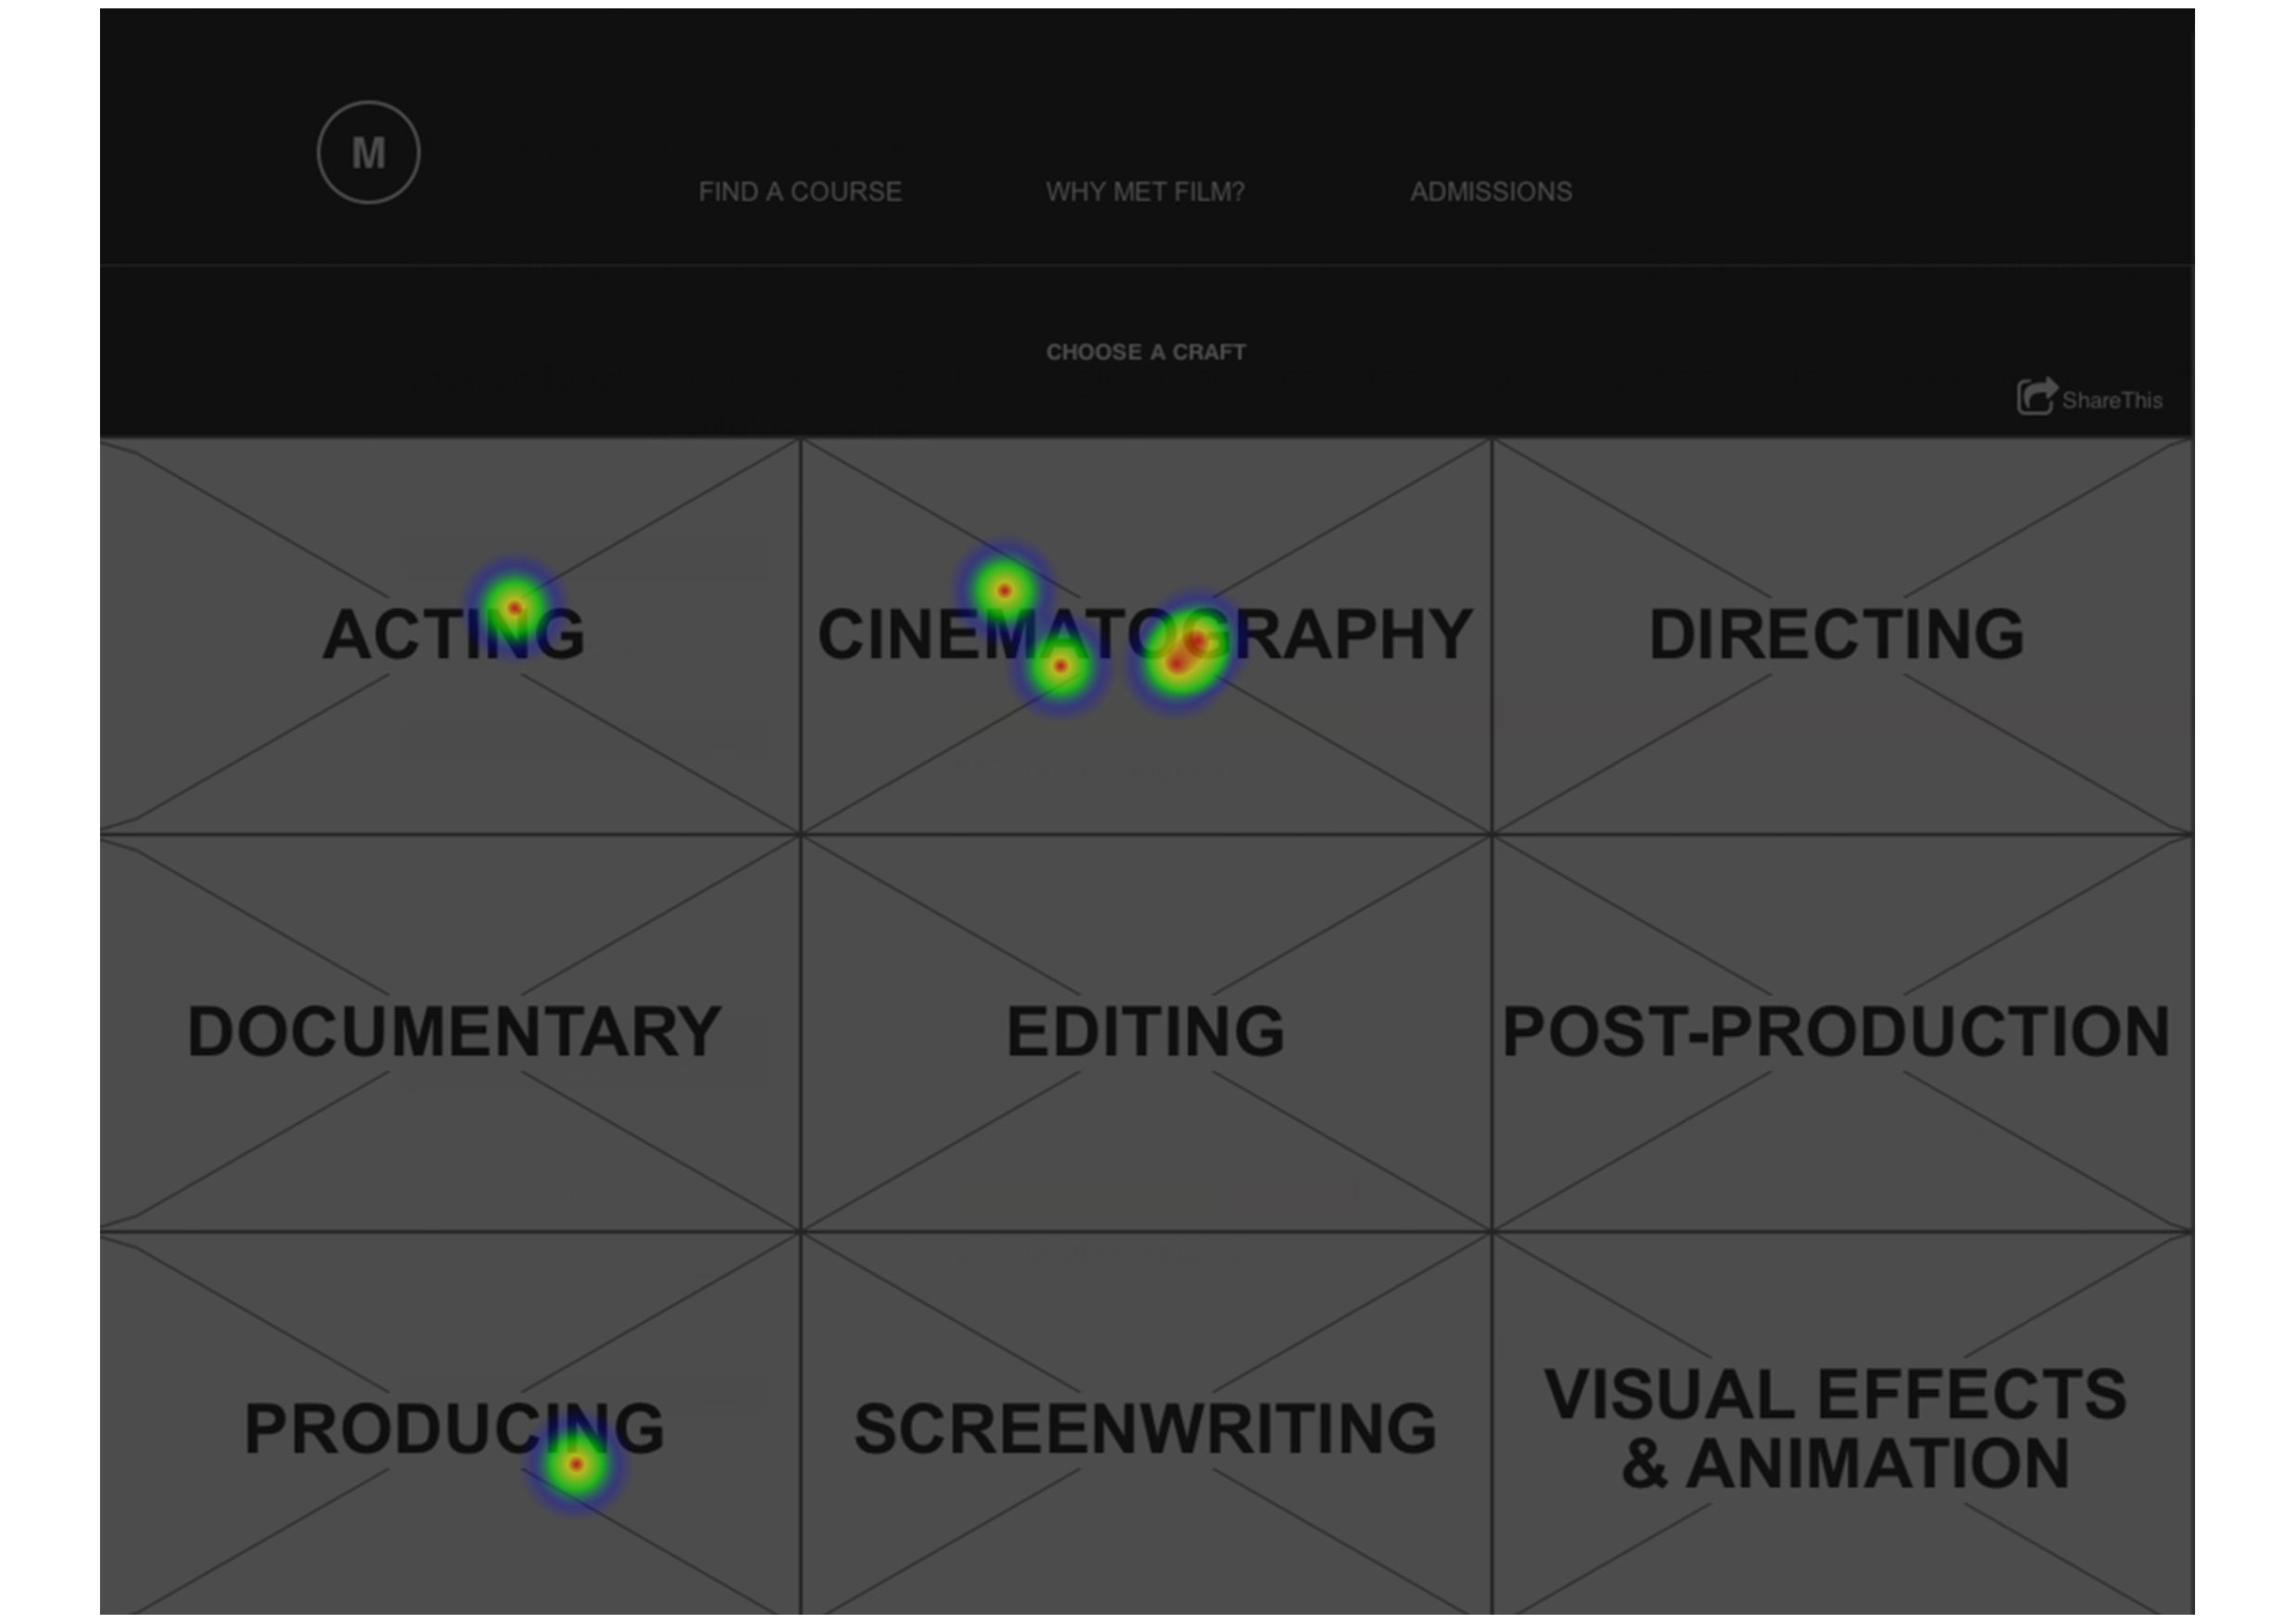 M
FIND A COURSE
WHY MET FILM?
ADMISSIONS
CHOOSE A CRAFT
ShareThis
ACTING
CINEMATOGRAPHY
DIRECTING
DOCUMENTARY
EDITING
POST-PRODUCTION
PRODUCING
SCREENWRITING
VISUAL EFFECTS
& ANIMATION